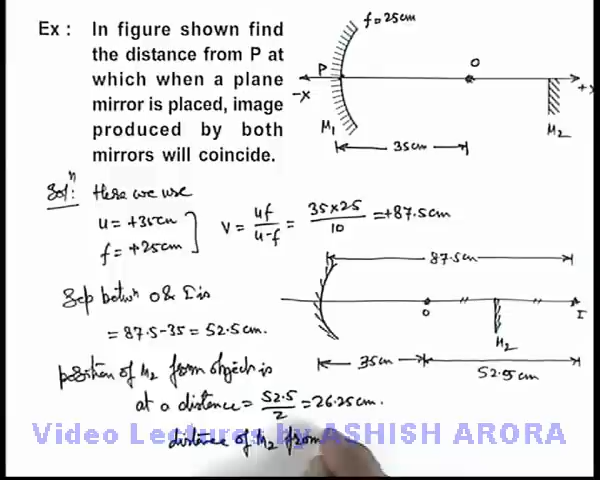 Ex : In figure shown find
the distance from P at
which when a plane
mirror is placed, image
produced by both
mirrors will coincide.
f = 25cm
P
O
-X
+X
M1
M2
35cm
Solⁿ: Here we use
u = +35cm
f = +25cm
v = uf/u-f = 35×25/10 = +87.5cm
87.5cm
Sep betwⁿ O & I is
= 87.5-35 = 52.5cm.
O
I
M2
35cm
52.5cm
position of M2 from object is
at a distance = 52.5/2 = 26.25cm.
distance of M2 from
Video Lectures by ASHISH ARORA